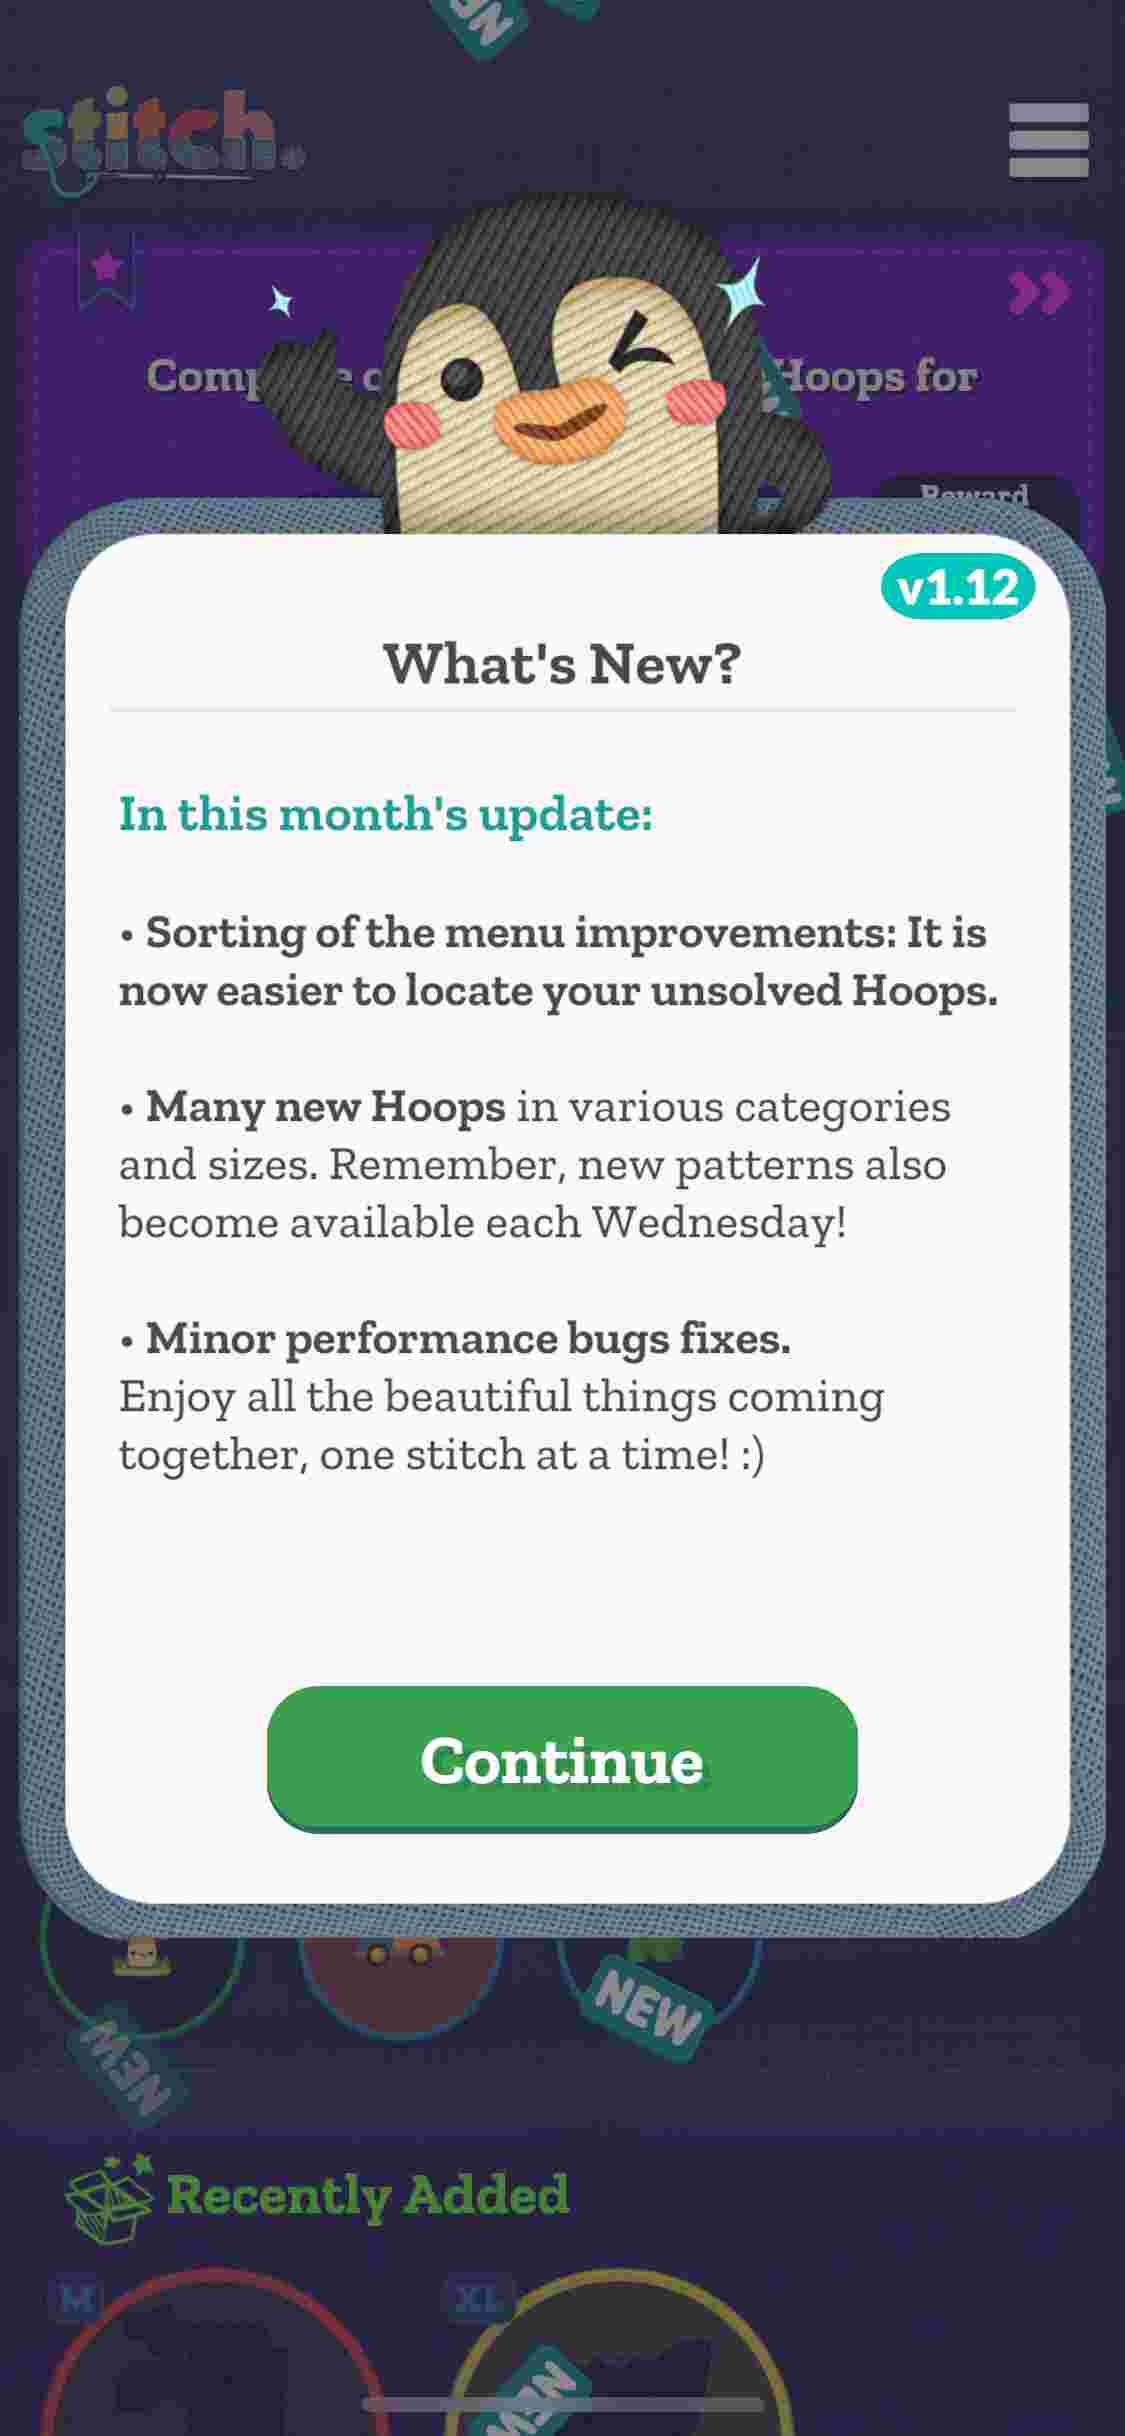 NEW
stitch.
Hoops for
Reward
v1.12
What's New?
In this month's update:
• Sorting of the menu improvements: It is
now easier to locate your unsolved Hoops.
• Many new Hoops in various categories
and sizes. Remember, new patterns also
become available each Wednesday!
• Minor performance bugs fixes.
Enjoy all the beautiful things coming
together, one stitch at a time! :)
Continue
NEW
NEW
Recently Added
M
XL
NEW